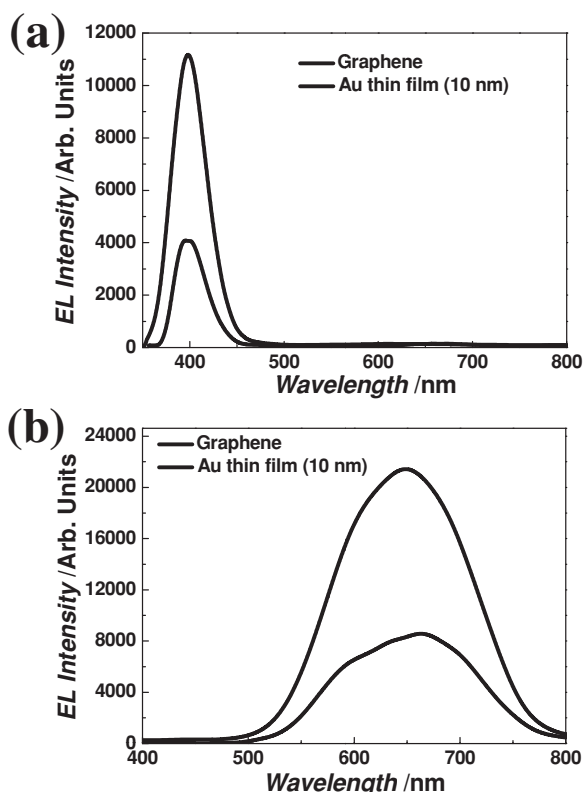 (a)
12000
10000
8000
6000
4000
2000
0
EL Intensity /Arb. Units
Graphene
Au thin film (10 nm)
400 500 600 700 800
Wavelength /nm
(b)
24000
20000
16000
12000
8000
4000
0
EL Intensity /Arb. Units
Graphene
Au thin film (10 nm)
400 500 600 700 800
Wavelength /nm